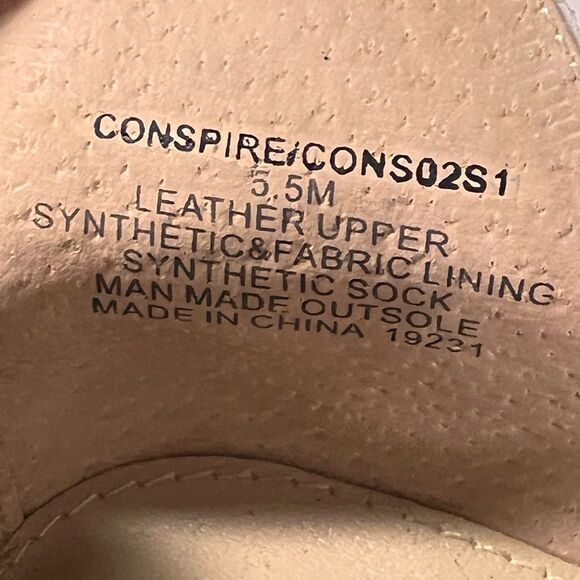 CONSPIRE/CONS02S1
5.5M
LEATHER UPPER
SYNTHETIC&FABRIC LINING
SYNTHETIC SOCK
MAN MADE OUTSOLE
MADE IN CHINA 19231